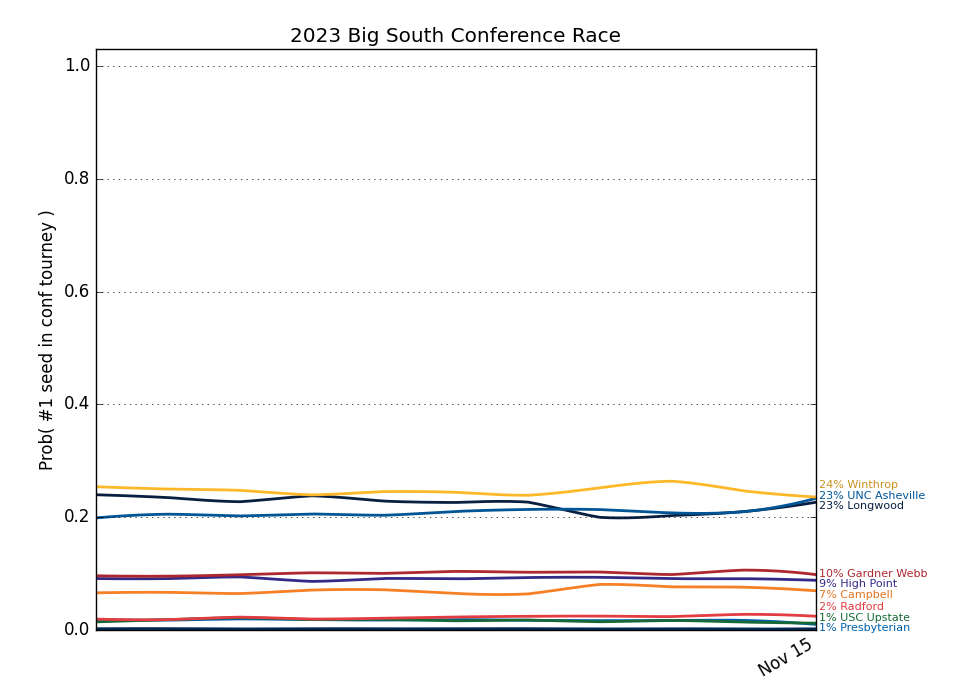 2023 Big South Conference Race
1.0
0.8
0.6
0.4
0.2
0.0
Prob( #1 seed in conf tourney )
24% Winthrop
23% UNC Asheville
23% Longwood
10% Gardner Webb
9% High Point
7% Campbell
2% Radford
1% USC Upstate
1% Presbyterian
Nov 15